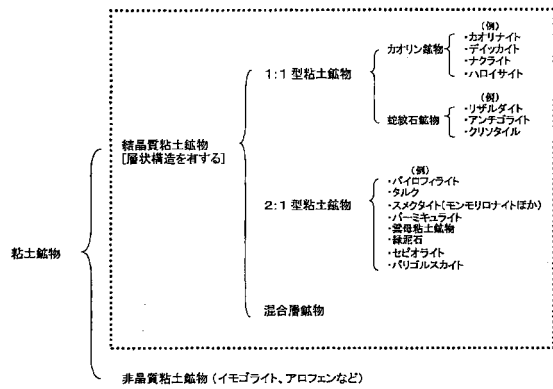 粘土鉱物
結晶質粘土鉱物
[層状構造を有する]
1:1 型粘土鉱物
カオリン鉱物
(例)
・カオリナイト
・デイッカイト
・ナクライト
・ハロイサイト
蛇紋石鉱物
(例)
・リザルダイト
・アンチゴライト
・クリソタイル
2:1 型粘土鉱物
(例)
・パイロフィライト
・タルク
・スメクタイト(モンモリロナイトほか)
・バーミキュライト
・雲母粘土鉱物
・緑泥石
・セピオライト
・パリゴルスカイト
混合層鉱物
非晶質粘土鉱物 (イモゴライト、アロフェンなど)